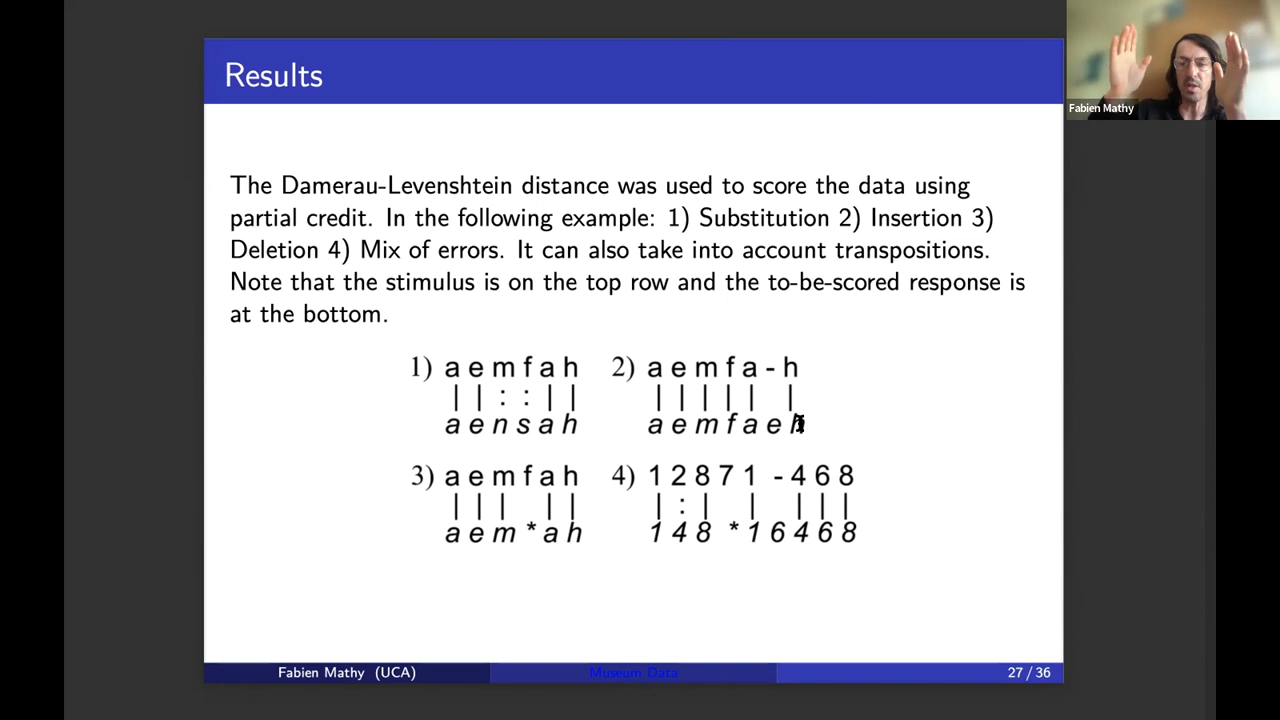 Results
Fabien Mathy
The Damerau-Levenshtein distance was used to score the data using
partial credit. In the following example: 1) Substitution 2) Insertion 3)
Deletion 4) Mix of errors. It can also take into account transpositions.
Note that the stimulus is on the top row and the to-be-scored response is
at the bottom.
1) a e m f a h 2) a e m f a - h
| | : : | | | | | | | |
a e n s a h a e m f a e h
3) a e m f a h 4) 1 2 8 7 1 - 4 6 8
| | | | | | : | | | | |
a e m * a h 1 4 8 * 1 6 4 6 8
Fabien Mathy (UCA) Museum Data 27 / 36